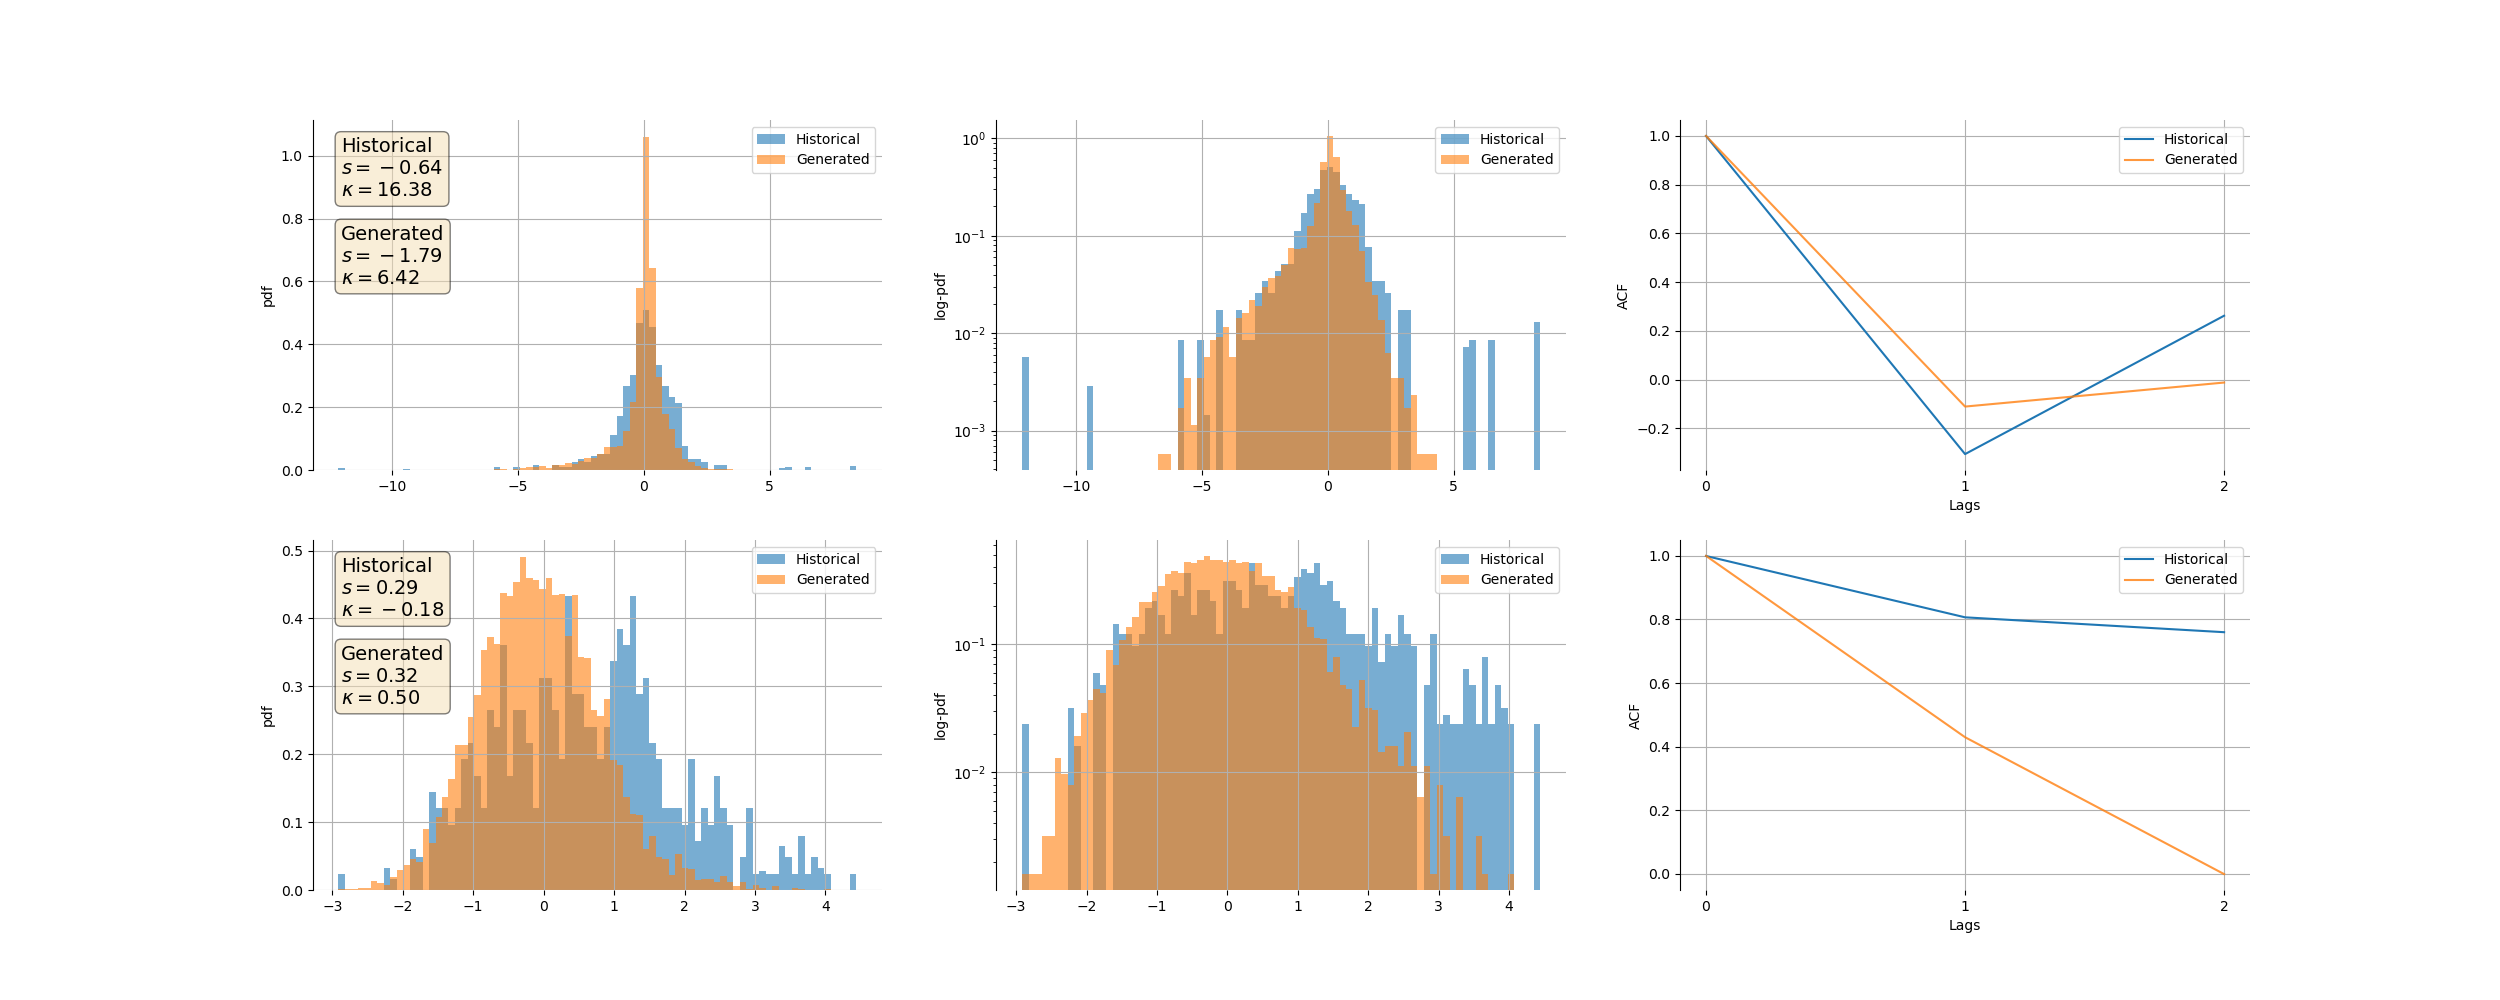 Historical
s = −0.64
κ = 16.38
Generated
s = −1.79
κ = 6.42
Historical
Generated
pdf
1.0
0.8
0.6
0.4
0.2
0.0
−10 −5 0 5
Historical
Generated
log-pdf
10⁰
10⁻¹
10⁻²
10⁻³
−10 −5 0 5
Historical
Generated
ACF
1.0
0.8
0.6
0.4
0.2
0.0
−0.2
0 1 2
Lags
Historical
s = 0.29
κ = −0.18
Generated
s = 0.32
κ = 0.50
Historical
Generated
pdf
0.5
0.4
0.3
0.2
0.1
0.0
−3 −2 −1 0 1 2 3 4
Historical
Generated
log-pdf
10⁻¹
10⁻²
−3 −2 −1 0 1 2 3 4
Historical
Generated
ACF
1.0
0.8
0.6
0.4
0.2
0.0
0 1 2
Lags